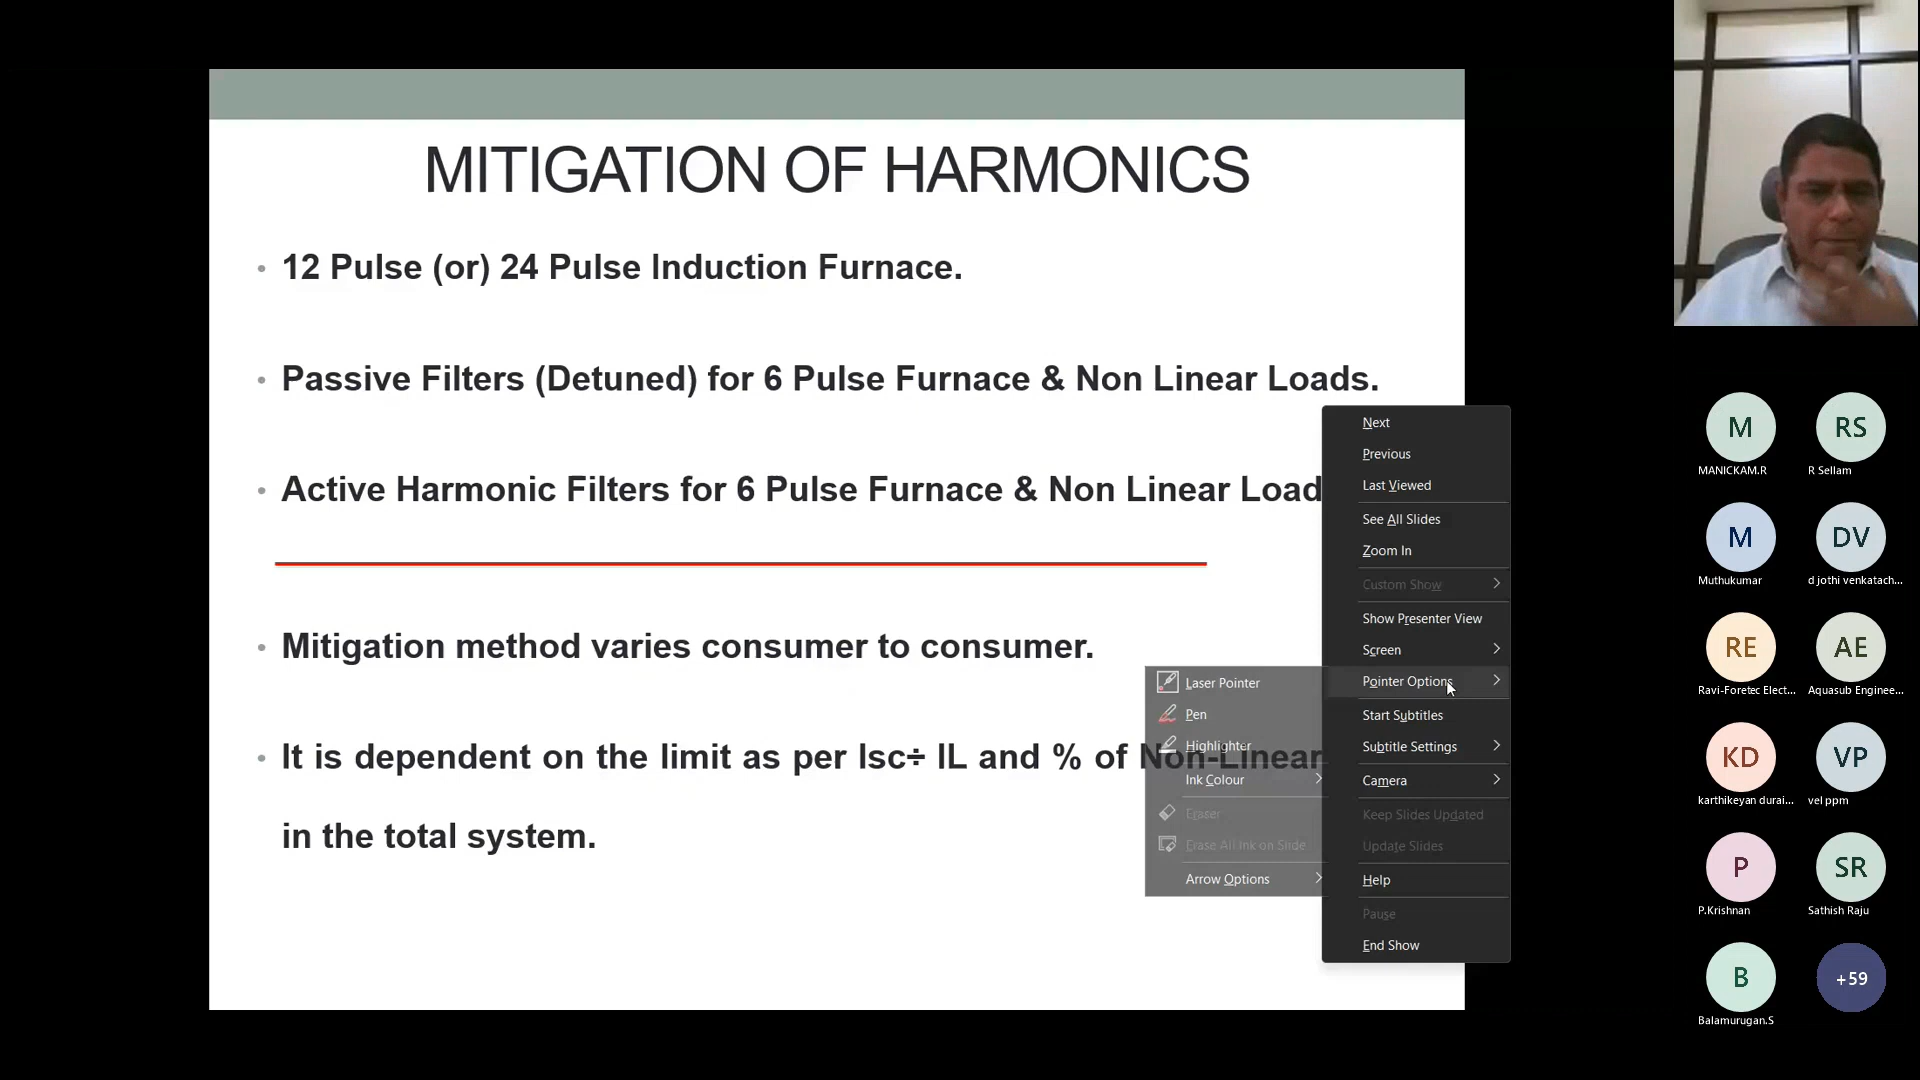 MITIGATION OF HARMONICS
• 12 Pulse (or) 24 Pulse Induction Furnace.
• Passive Filters (Detuned) for 6 Pulse Furnace & Non Linear Loads.
• Active Harmonic Filters for 6 Pulse Furnace & Non Linear Load
• Mitigation method varies consumer to consumer.
• It is dependent on the limit as per Isc÷ IL and % of Non-Linear
in the total system.
Next
Previous
Last Viewed
See All Slides
Zoom In
Custom Show
Show Presenter View
Screen
Pointer Options
Start Subtitles
Subtitle Settings
Camera
Keep Slides Updated
Update Slides
Help
Pause
End Show
Laser Pointer
Pen
Highlighter
Ink Colour
Eraser
Erase All Ink on Slide
Arrow Options
M
MANICKAM.R
RS
R Sellam
M
Muthukumar
DV
d jothi venkatach...
RE
Ravi-Foretec Elect...
AE
Aquasub Enginee...
KD
karthikeyan durai...
VP
vel ppm
P
P.Krishnan
SR
Sathish Raju
B
Balamurugan.S
+59